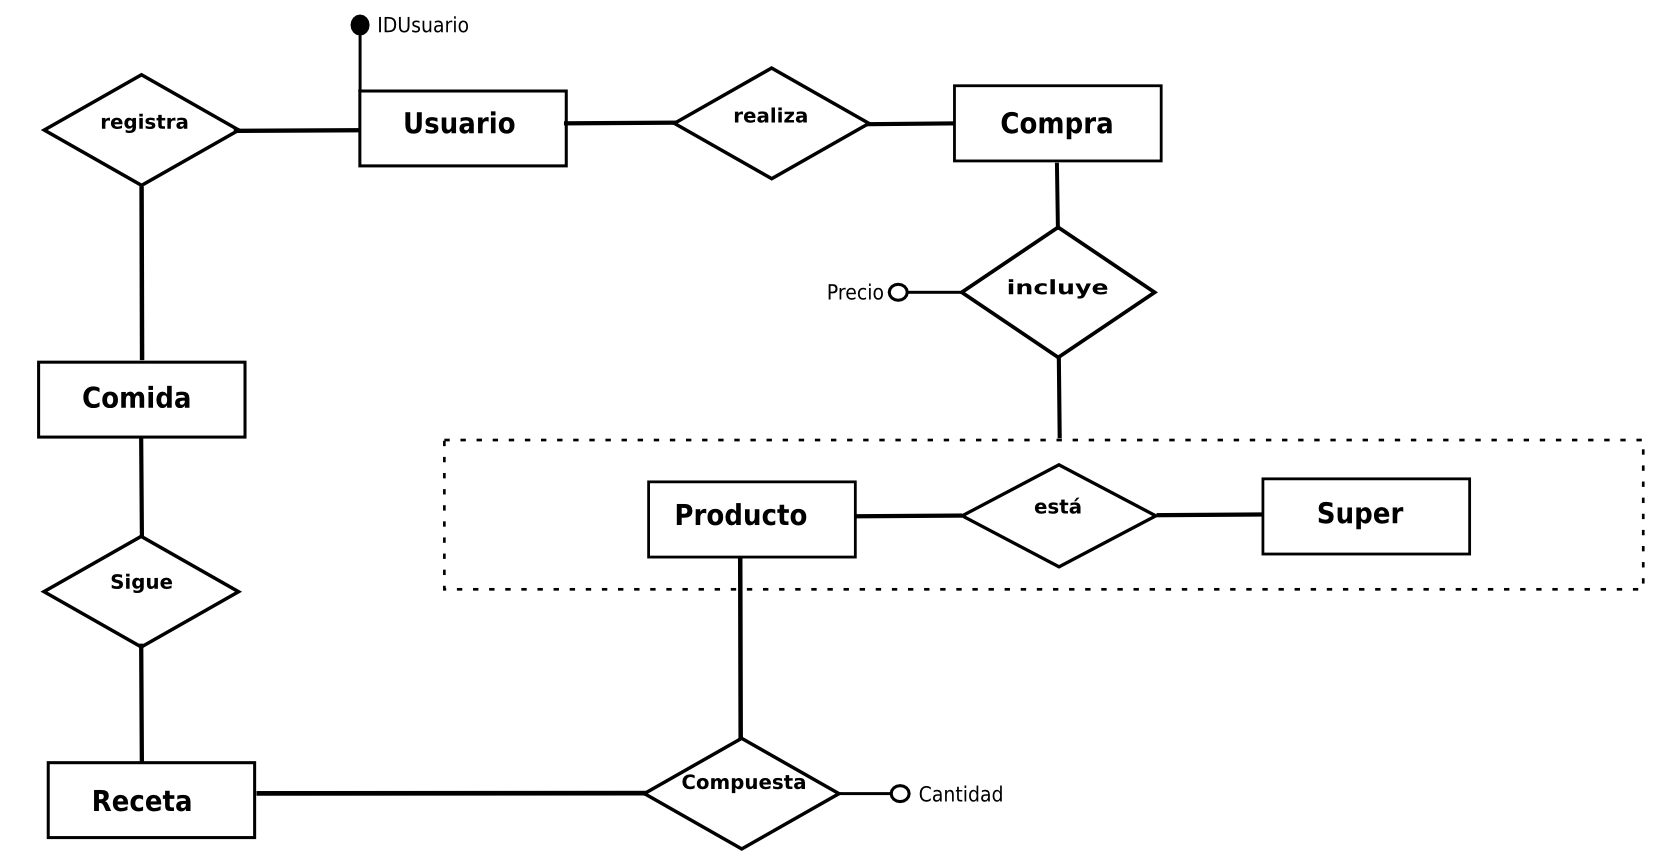 IDUsuario
registra
Usuario
realiza
Compra
Precio
incluye
Comida
Producto
está
Super
Sigue
Compuesta
Receta
Cantidad